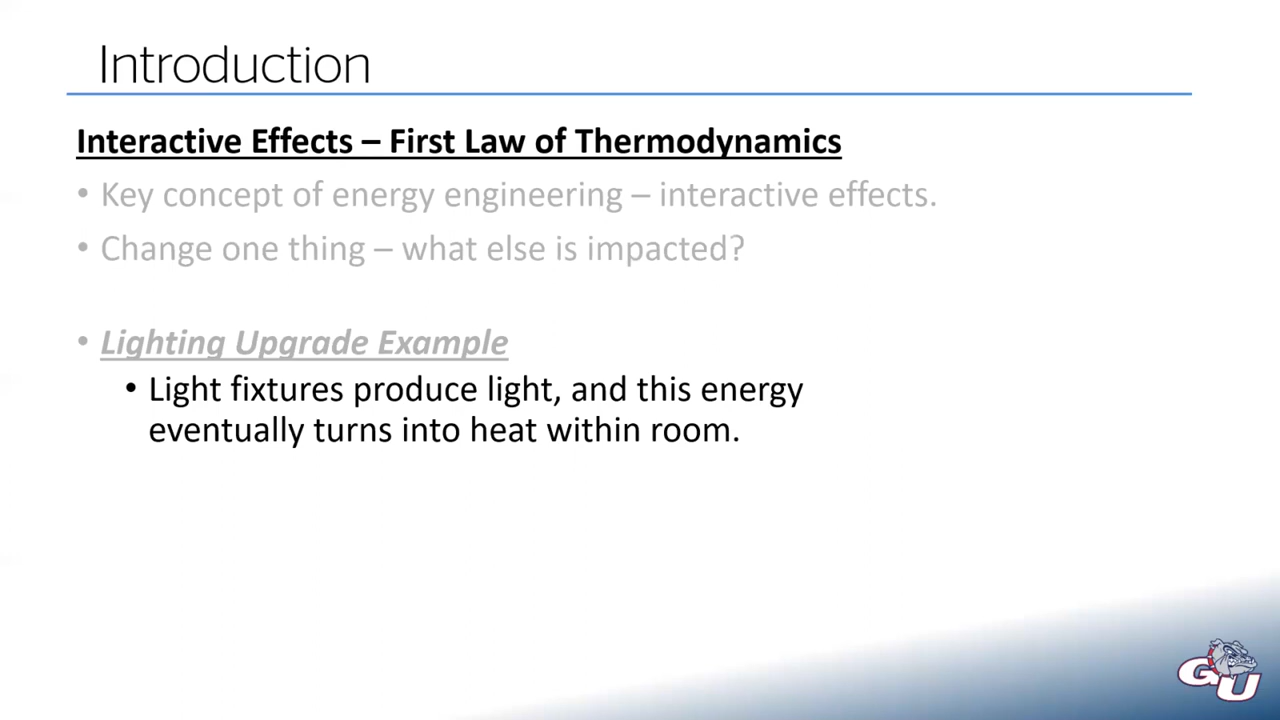 Introduction
Interactive Effects – First Law of Thermodynamics
• Key concept of energy engineering – interactive effects.
• Change one thing – what else is impacted?
• Lighting Upgrade Example
• Light fixtures produce light, and this energy
eventually turns into heat within room.
GU